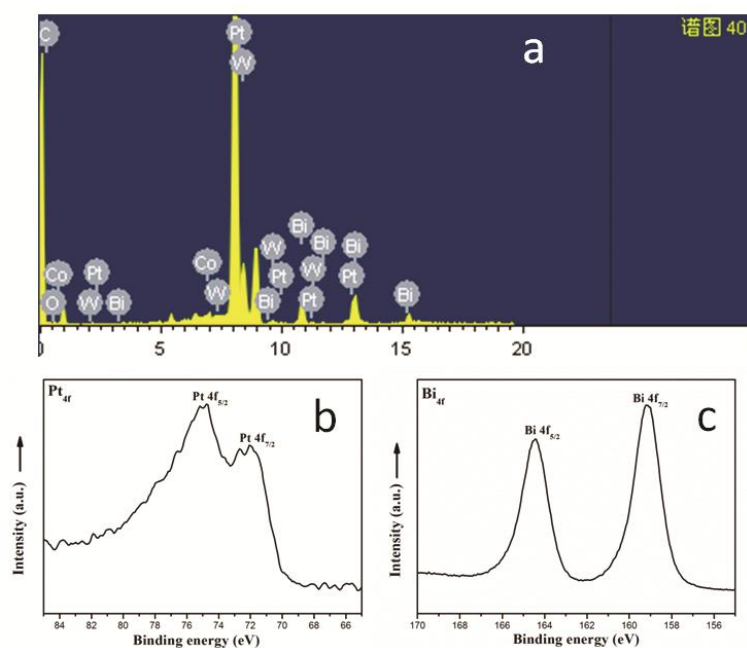 a
谱图 40
C
Pt
W
Bi
W Bi Bi
Co Pt Co Pt W Pt
O W Bi W Bi Pt Bi
0 5 10 15 20
Pt4f
b
Pt 4f5/2
Pt 4f7/2
Intensity (a.u.)
84 82 80 78 76 74 72 70 68 66
Binding energy (eV)
Bi4f
c
Bi 4f7/2
Bi 4f5/2
Intensity (a.u.)
170 168 166 164 162 160 158 156
Binding energy (eV)